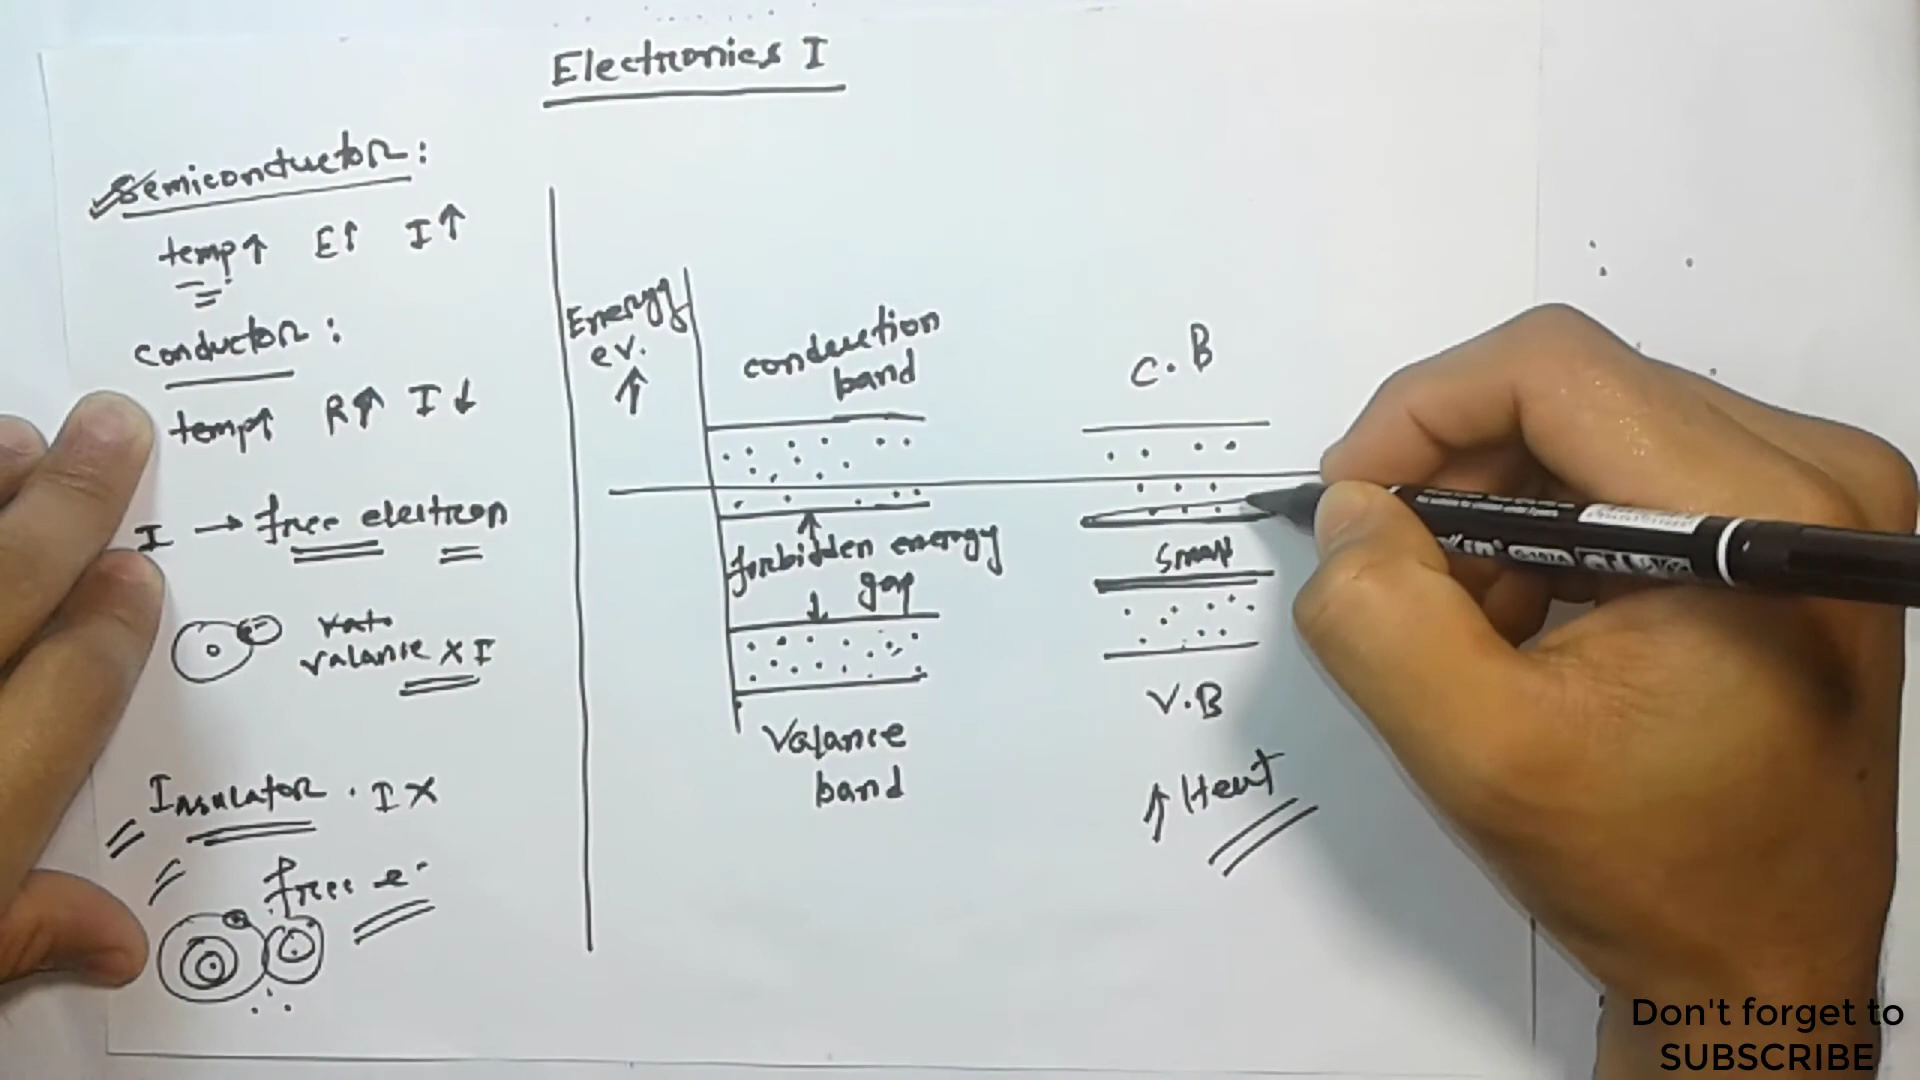 Electronics I
Semiconductor:
temp↑ E↑ I↑
Conductor:
temp↑ R↑ I↓
I → free electron
valance x I
Insulator . I x
free e-
Energy
ev.
↑
conduction
band
forbidden energy
gap
Valance
band
C.B
Small
V.B
↑ Heat
Don't forget to
SUBSCRIBE